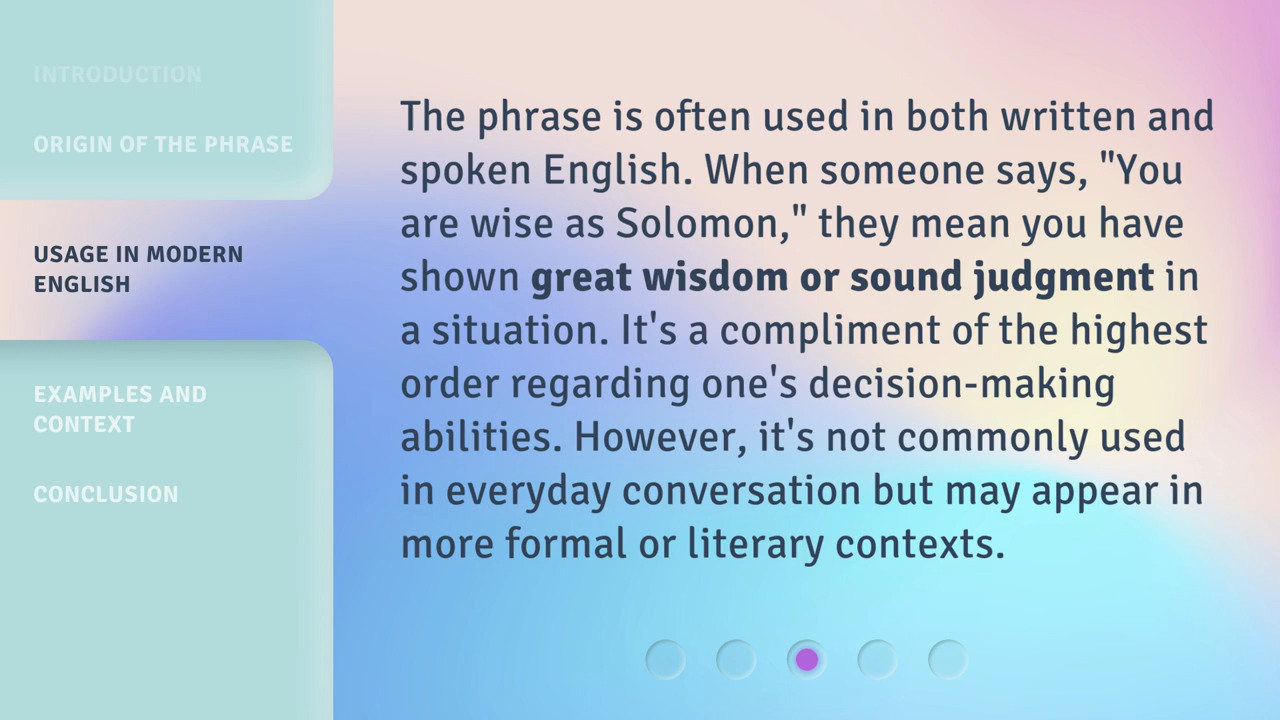 INTRODUCTION
ORIGIN OF THE PHRASE
USAGE IN MODERN
ENGLISH
EXAMPLES AND
CONTEXT
CONCLUSION
The phrase is often used in both written and
spoken English. When someone says, "You
are wise as Solomon," they mean you have
shown great wisdom or sound judgment in
a situation. It's a compliment of the highest
order regarding one's decision-making
abilities. However, it's not commonly used
in everyday conversation but may appear in
more formal or literary contexts.